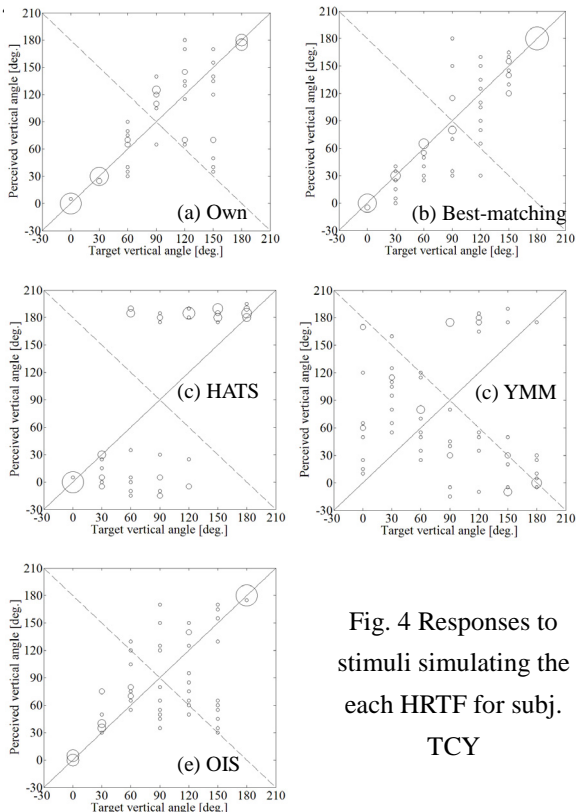 210
180
150
120
90
60
30
0
-30
Perceived vertical angle [deg.]
(a) Own
-30 0 30 60 90 120 150 180 210
Target vertical angle [deg.]
210
180
150
120
90
60
30
0
-30
Perceived vertical angle [deg.]
(b) Best-matching
-30 0 30 60 90 120 150 180 210
Target vertical angle [deg.]
210
180
150
120
90
60
30
0
-30
Perceived vertical angle [deg.]
(c) HATS
-30 0 30 60 90 120 150 180 210
Target vertical angle [deg.]
210
180
150
120
90
60
30
0
-30
Perceived vertical angle [deg.]
(c) YMM
-30 0 30 60 90 120 150 180 210
Target vertical angle [deg.]
210
180
150
120
90
60
30
0
-30
Perceived vertical angle [deg.]
(e) OIS
-30 0 30 60 90 120 150 180 210
Target vertical angle [deg.]
Fig. 4 Responses to
stimuli simulating the
each HRTF for subj.
TCY